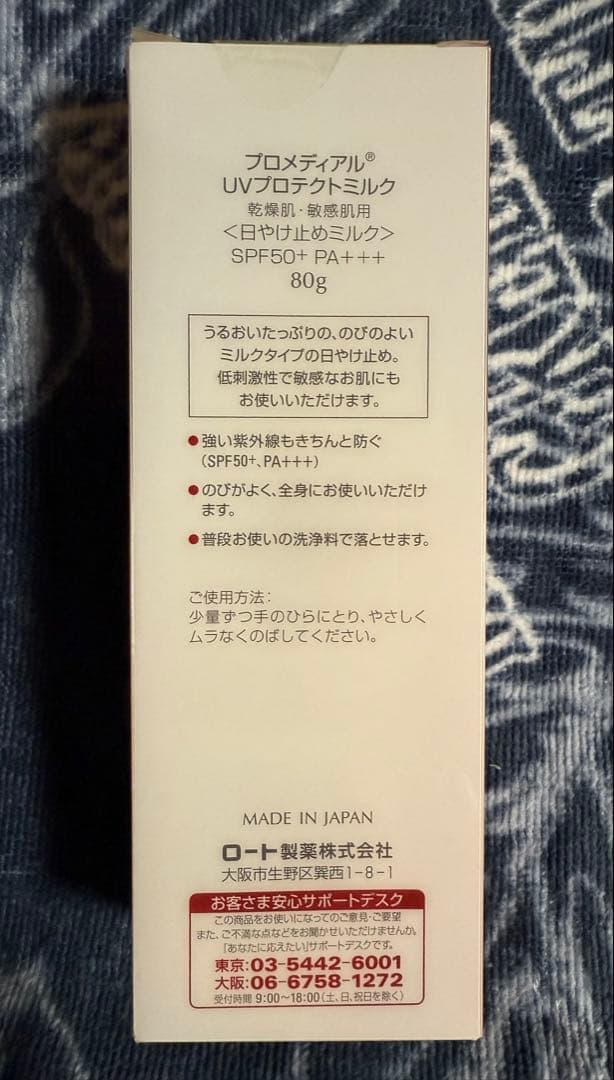 プロメディアル®
UVプロテクトミルク
乾燥肌・敏感肌用
＜日やけ止めミルク＞
SPF50+ PA+++
80g
うるおいたっぷりの、のびのよい
ミルクタイプの日やけ止め。
低刺激性で敏感なお肌にも
お使いいただけます。
●強い紫外線もきちんと防ぐ
（SPF50+、PA+++）
●のびがよく、全身にお使いいただけ
ます。
●普段お使いの洗浄料で落とせます。
ご使用方法：
少量ずつ手のひらにとり、やさしく
ムラなくのばしてください。
MADE IN JAPAN
ロート製薬株式会社
大阪市生野区巽西1-8-1
お客さま安心サポートデスク
この商品をお使いになってのご意見・ご要望
また、ご不満な点などをお聞かせいただけませんか。
「あなたに応えたい」サポートデスクです。
東京：03-5442-6001
大阪：06-6758-1272
受付時間 9:00〜18:00（土、日、祝日を除く）